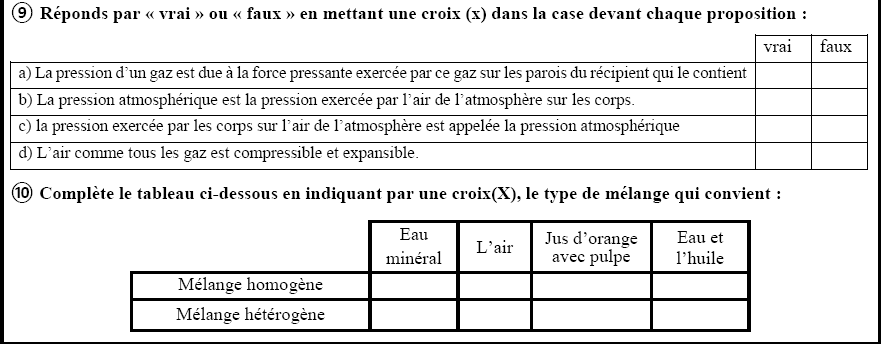 ⑨ Réponds par « vrai » ou « faux » en mettant une croix (x) dans la case devant chaque proposition :
vrai faux
a) La pression d’un gaz est due à la force pressante exercée par ce gaz sur les parois du récipient qui le contient
b) La pression atmosphérique est la pression exercée par l’air de l’atmosphère sur les corps.
c) la pression exercée par les corps sur l’air de l’atmosphère est appelée la pression atmosphérique
d) L’air comme tous les gaz est compressible et expansible.
⑩ Complète le tableau ci-dessous en indiquant par une croix(X), le type de mélange qui convient :
Eau minéral L’air Jus d’orange avec pulpe Eau et l’huile
Mélange homogène
Mélange hétérogène